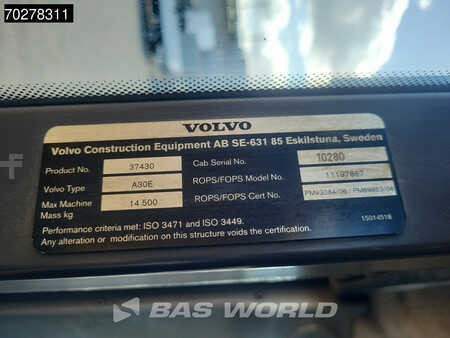 70278311
VOLVO
Volvo Construction Equipment AB SE-631 85 Eskilstuna, Sweden
Product No. 37430 Cab Serial No. 10280
Volvo Type A30E ROPS/FOPS Model No. 11197867
Max Machine Mass kg 14 500 ROPS/FOPS Cert No.
Performance criteria met: ISO 3471 and ISO 3449.
Any alteration or modification on this structure voids the certification.
15014518
BAS WORLD